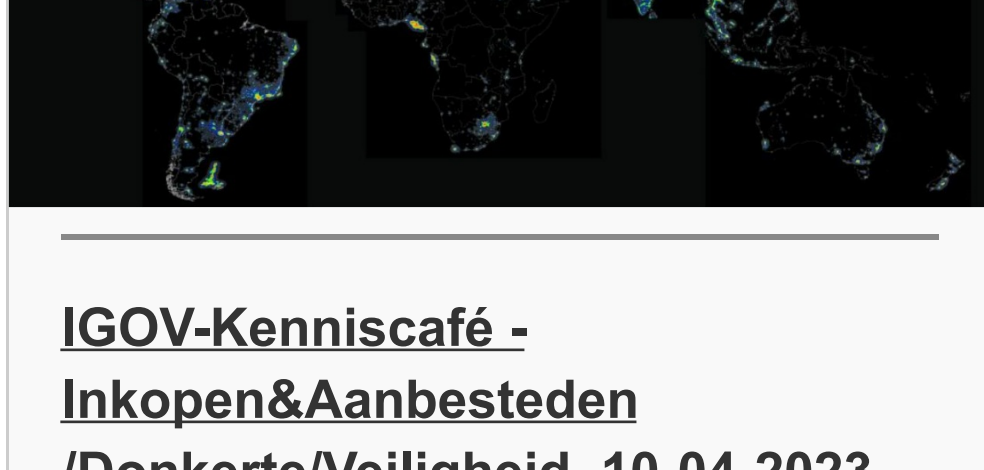 IGOV-Kenniscafé -
Inkopen&Aanbesteden
/Donkerte/Veiligheid 10-04-2023